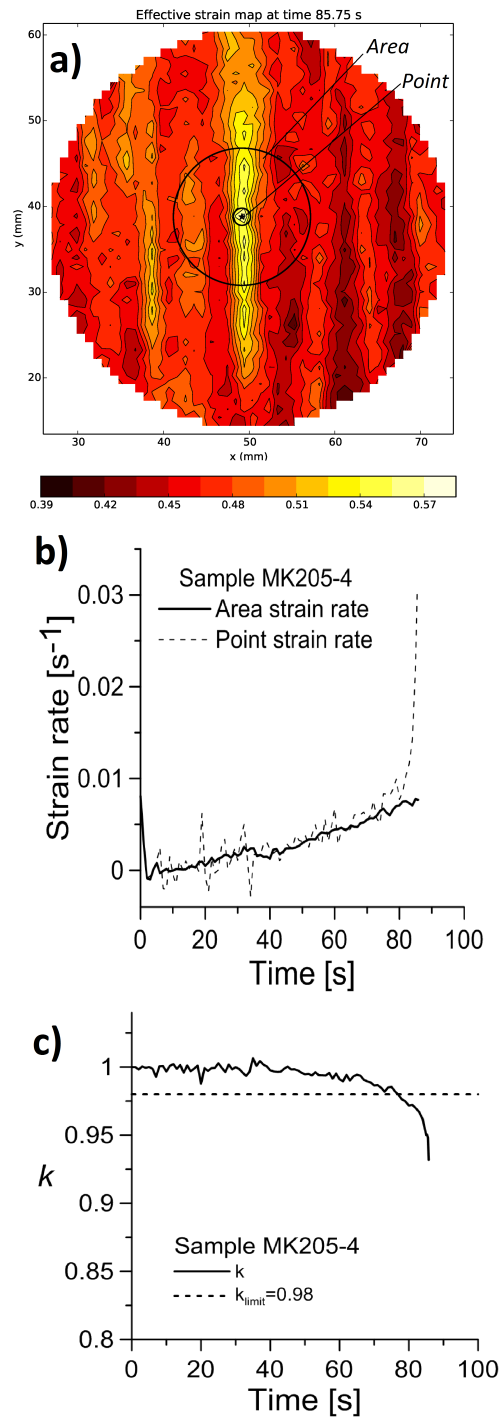 Effective strain map at time 85.75 s
a)
Area
Point
60
50
40
30
20
y (mm)
30 40 50 60 70
x (mm)
0.39 0.42 0.45 0.48 0.51 0.54 0.57
b)
Sample MK205-4
Area strain rate
Point strain rate
0.03
0.02
0.01
0
Strain rate [s-1]
0 20 40 60 80 100
Time [s]
c)
1
0.95
0.9
0.85
0.8
k
Sample MK205-4
k
klimit=0.98
0 20 40 60 80 100
Time [s]